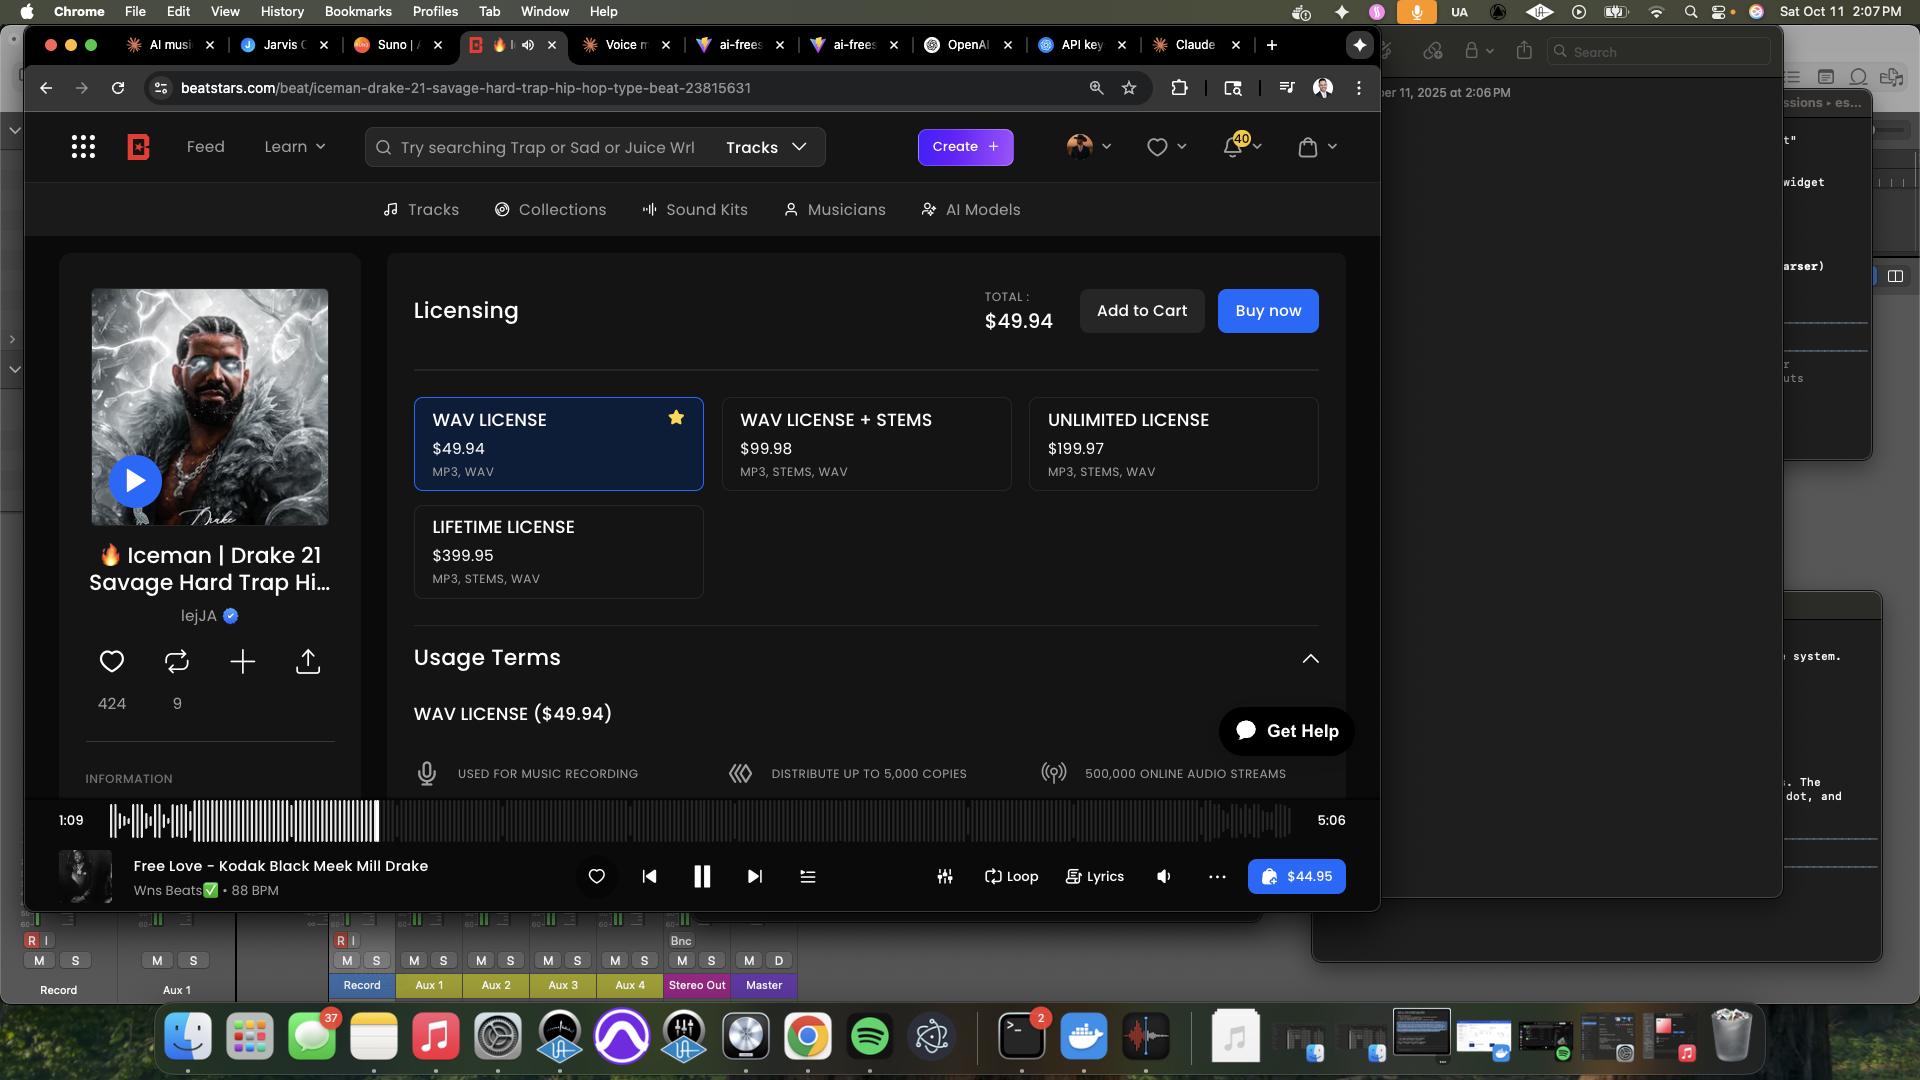 Chrome File Edit View History Bookmarks Profiles Tab Window Help
UA Sat Oct 11 2:07 PM
AI musi
Jarvis C
Suno | A
Voice m
ai-frees
ai-frees
OpenAI
API key
Claude
beatstars.com/beat/iceman-drake-21-savage-hard-trap-hip-hop-type-beat-23815631
Search
ber 11, 2025 at 2:06 PM
ssions ▸ es...
t"
widget
arser)
r
uts
Feed
Learn
Try searching Trap or Sad or Juice Wrl
Tracks
Create +
40
Tracks
Collections
Sound Kits
Musicians
AI Models
Drake
🔥 Iceman | Drake 21
Savage Hard Trap Hi...
lejJA
424
9
INFORMATION
Licensing
TOTAL :
$49.94
Add to Cart
Buy now
WAV LICENSE
$49.94
MP3, WAV
WAV LICENSE + STEMS
$99.98
MP3, STEMS, WAV
UNLIMITED LICENSE
$199.97
MP3, STEMS, WAV
LIFETIME LICENSE
$399.95
MP3, STEMS, WAV
Usage Terms
WAV LICENSE ($49.94)
USED FOR MUSIC RECORDING
DISTRIBUTE UP TO 5,000 COPIES
500,000 ONLINE AUDIO STREAMS
Get Help
system.
. The
dot, and
1:09
5:06
Free Love - Kodak Black Meek Mill Drake
Wns Beats✅ • 88 BPM
Loop
Lyrics
$44.95
R I
R I
Bnc
M S
M S
M S
M S
M S
M S
M S
M S
M D
Record
Aux 1
Record
Aux 1
Aux 2
Aux 3
Aux 4
Stereo Out
Master
37
2